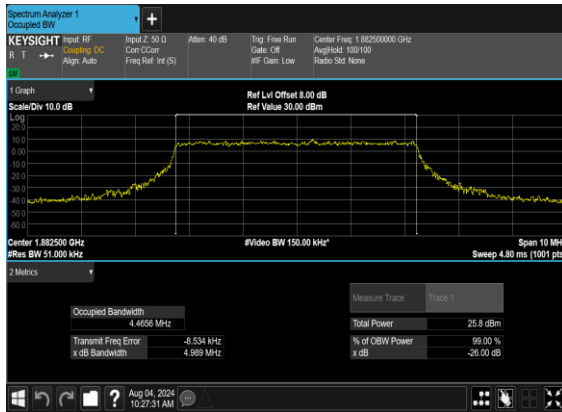 Spectrum Analyzer 1
Occupied BW
+
KEYSIGHT Input: RF Input Z: 50 Ω Atten: 40 dB Trig: Free Run Center Freq: 1.882500000 GHz
R T Coupling: DC Corr CCorr Gate: Off Avg|Hold: 100/100
Align: Auto Freq Ref: Int (S) #IF Gain: Low Radio Std: None
1 Graph
Scale/Div 10.0 dB
Ref Lvl Offset 8.00 dB
Ref Value 30.00 dBm
Log
20.0
10.0
0.00
-10.0
-20.0
-30.0
-40.0
-50.0
-60.0
Center 1.882500 GHz #Video BW 150.00 kHz* Span 10 MH
#Res BW 51.000 kHz Sweep 4.80 ms (1001 pts
2 Metrics
Measure Trace Trace 1
Occupied Bandwidth
4.4656 MHz
Total Power 25.8 dBm
Transmit Freq Error -8.534 kHz % of OBW Power 99.00 %
x dB Bandwidth 4.989 MHz x dB -26.00 dB
? Aug 04, 2024
10:27:31 AM